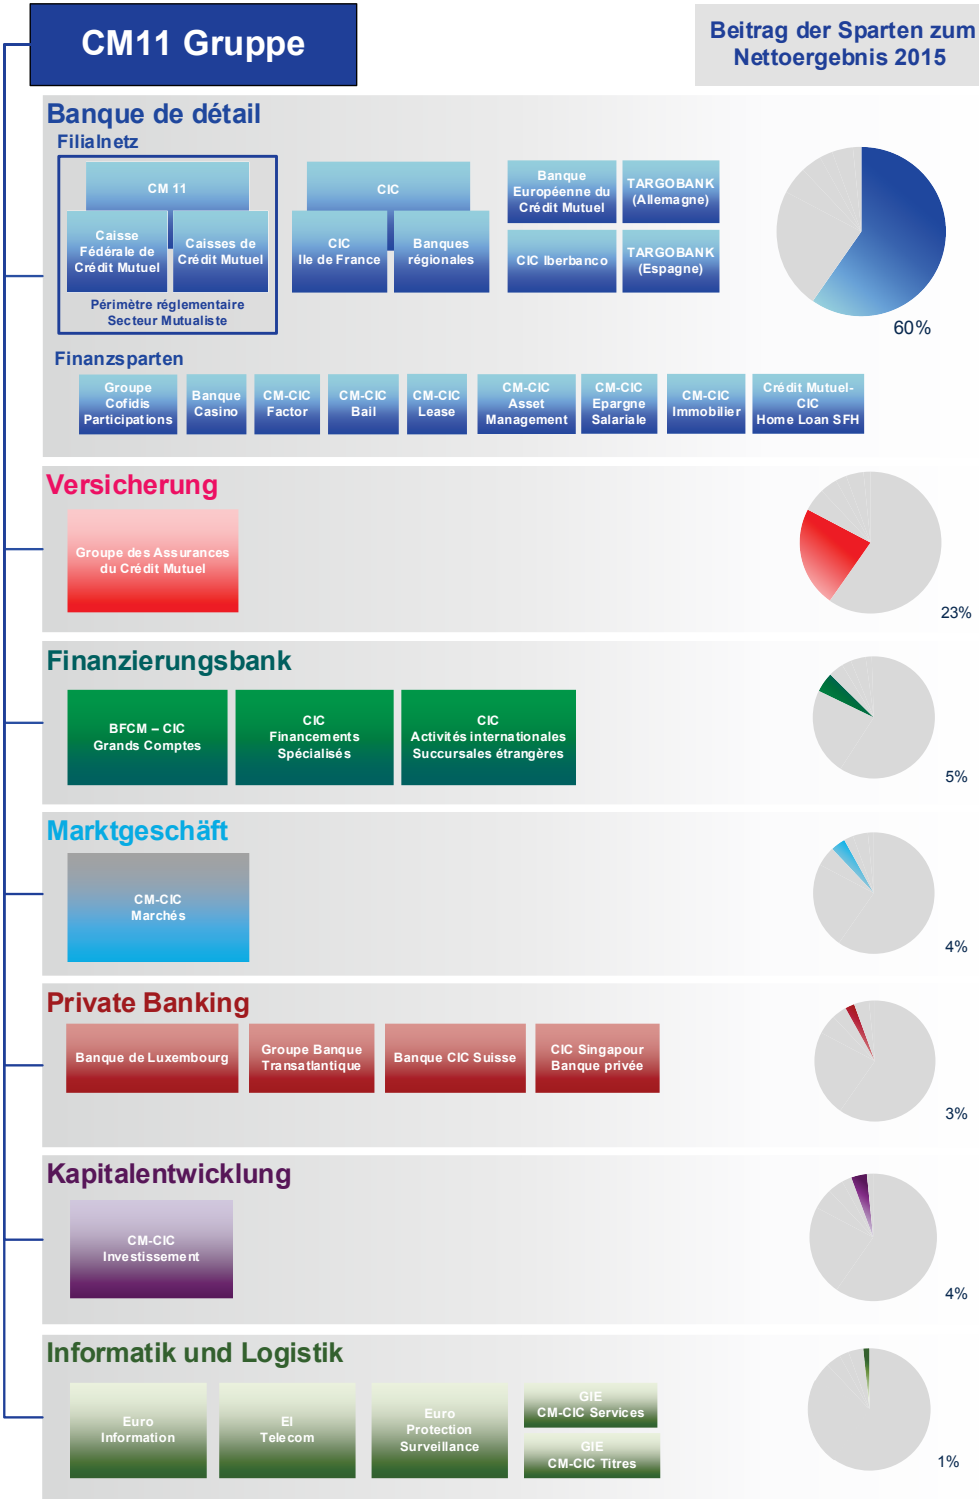 CM11 Gruppe
Beitrag der Sparten zum
Nettoergebnis 2015
Banque de détail
Filialnetz
CM 11
Caisse
Fédérale de
Crédit Mutuel
Caisses de
Crédit Mutuel
Périmètre réglementaire
Secteur Mutualiste
CIC
CIC
Ile de France
Banques
régionales
Banque
Européenne du
Crédit Mutuel
TARGOBANK
(Allemagne)
CIC Iberbanco
TARGOBANK
(Espagne)
60%
Finanzsparten
Groupe
Cofidis
Participations
Banque
Casino
CM-CIC
Factor
CM-CIC
Bail
CM-CIC
Lease
CM-CIC
Asset
Management
CM-CIC
Epargne
Salariale
CM-CIC
Immobilier
Crédit Mutuel-
CIC
Home Loan SFH
Versicherung
Groupe des Assurances
du Crédit Mutuel
23%
Finanzierungsbank
BFCM – CIC
Grands Comptes
CIC
Financements
Spécialisés
CIC
Activités internationales
Succursales étrangères
5%
Marktgeschäft
CM-CIC
Marchés
4%
Private Banking
Banque de Luxembourg
Groupe Banque
Transatlantique
Banque CIC Suisse
CIC Singapour
Banque privée
3%
Kapitalentwicklung
CM-CIC
Investissement
4%
Informatik und Logistik
Euro
Information
EI
Telecom
Euro
Protection
Surveillance
GIE
CM-CIC Services
GIE
CM-CIC Titres
1%